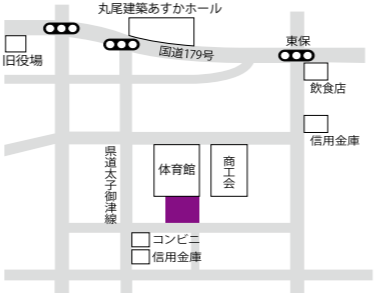 丸尾建築あすかホール
旧役場
国道179号
東保
飲食店
信用金庫
県道太子御津線
体育館
商工会
コンビニ
信用金庫